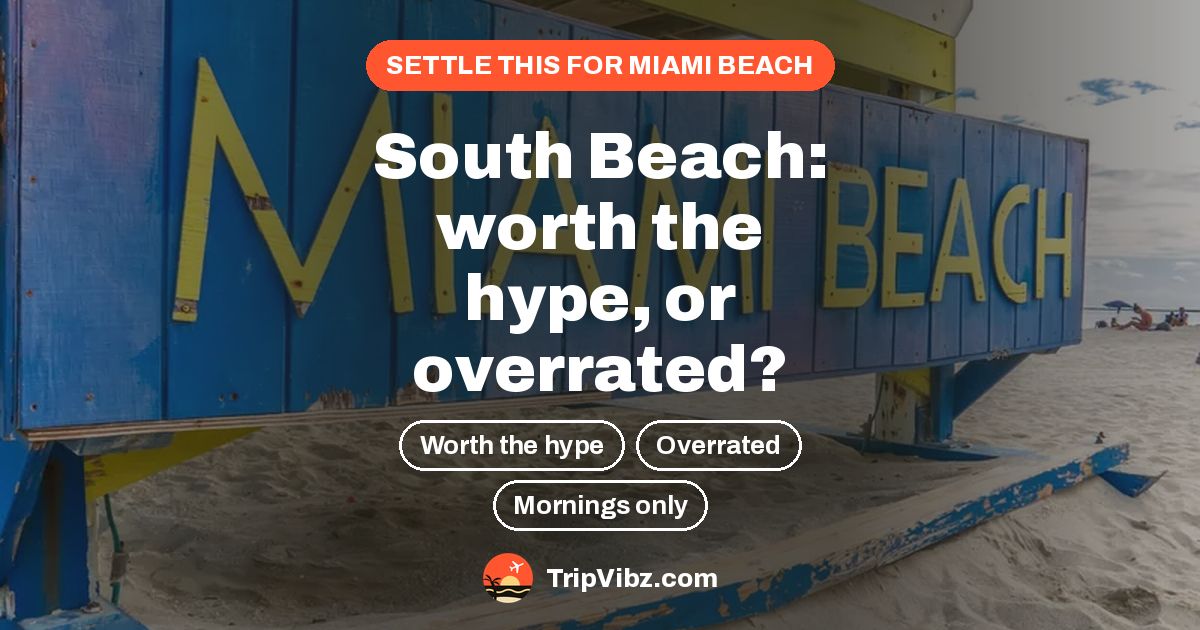 SETTLE THIS FOR MIAMI BEACH
South Beach:
worth the
hype, or
overrated?
MIAMI BEACH
Worth the hype
Overrated
Mornings only
TripVibz.com